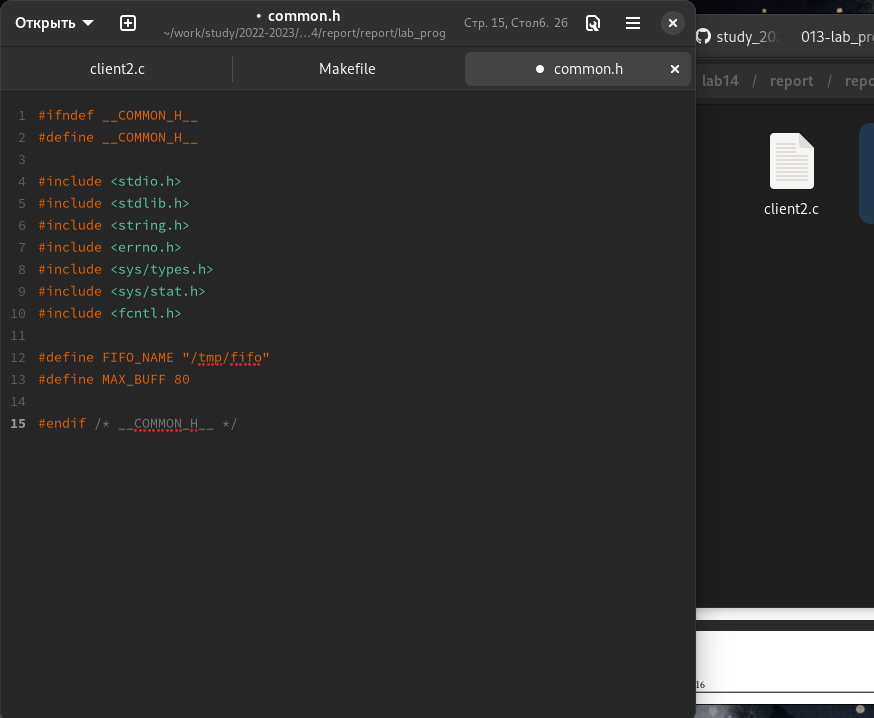 Открыть
• common.h
~/work/study/2022-2023/…4/report/report/lab_prog
Стр. 15, Столб. 26
client2.c
Makefile
common.h
1 #ifndef __COMMON_H__
2 #define __COMMON_H__
3
4 #include <stdio.h>
5 #include <stdlib.h>
6 #include <string.h>
7 #include <errno.h>
8 #include <sys/types.h>
9 #include <sys/stat.h>
10 #include <fcntl.h>
11
12 #define FIFO_NAME "/tmp/fifo"
13 #define MAX_BUFF 80
14
15 #endif /* __COMMON_H__ */
study_20
013-lab_pro
lab14 / report / repo
client2.c
16